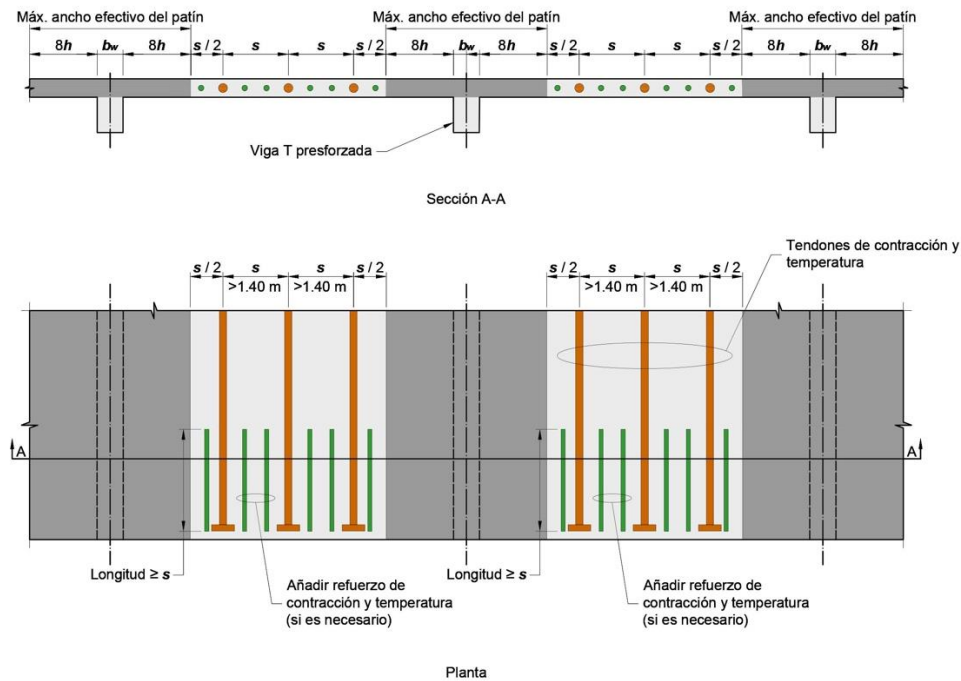 Máx. ancho efectivo del patín
Máx. ancho efectivo del patín
Máx. ancho efectivo del patín
8h bw 8h s / 2 s s s / 2 8h bw 8h s / 2 s s s / 2 8h bw 8h
Viga T presforzada
Sección A-A
Tendones de contracción y
temperatura
s / 2 s s s / 2 s / 2 s s s / 2
>1.40 m >1.40 m >1.40 m >1.40 m
A A
Longitud ≥ s
Longitud ≥ s
Añadir refuerzo de
contracción y temperatura
(si es necesario)
Añadir refuerzo de
contracción y temperatura
(si es necesario)
Planta